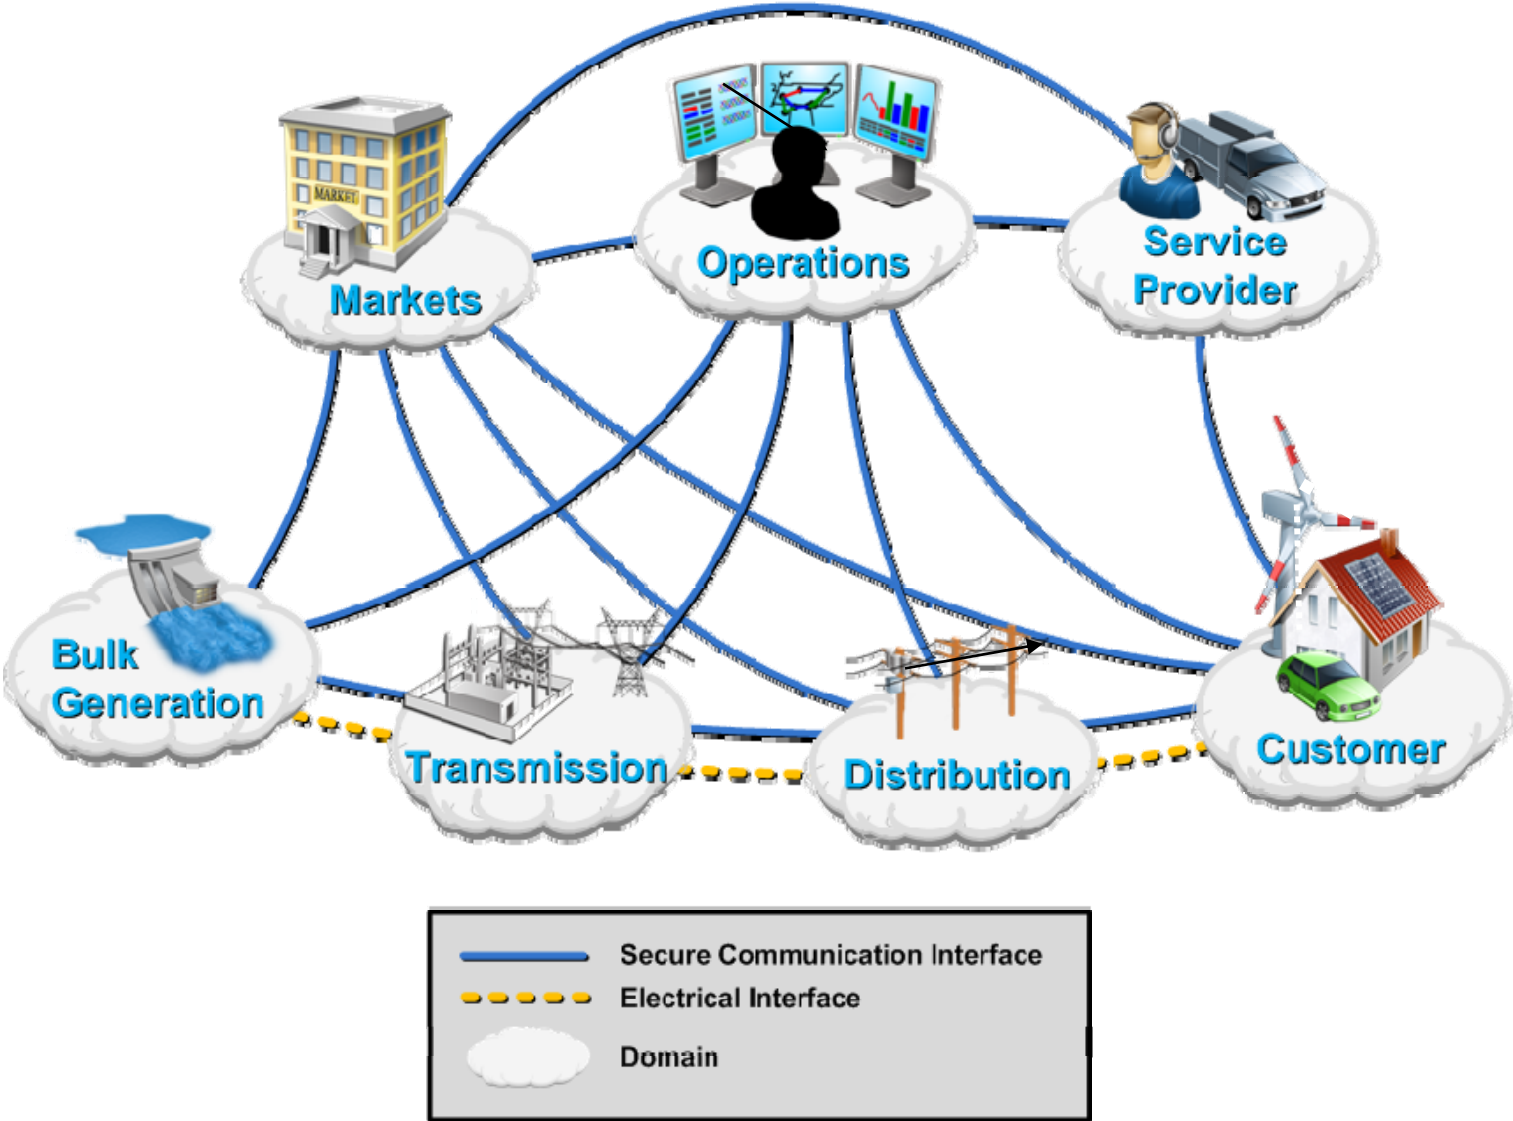 MARKET
Markets
Operations
Service
Provider
Bulk
Generation
Transmission
Distribution
Customer
Secure Communication Interface
Electrical Interface
Domain